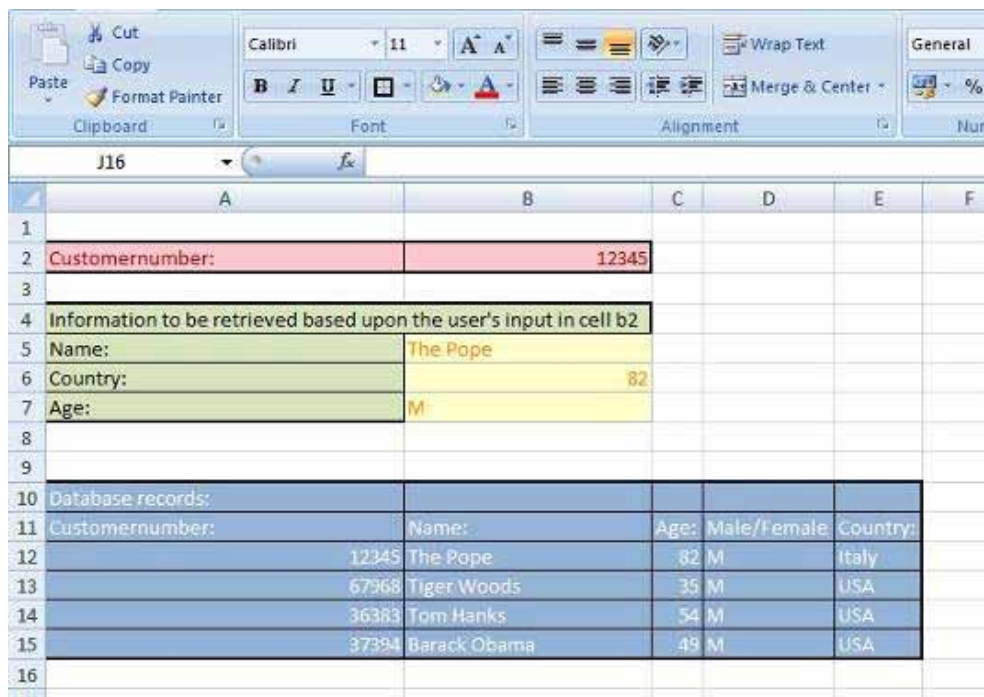 Cut
Copy
Format Painter
Paste
Clipboard
Calibri 11 A A
B I U A
Font
Wrap Text
Merge & Center
Alignment
General
%
Nur
J16 fx
A B C D E F
1
2 Customernumber: 12345
3
4 Information to be retrieved based upon the user's input in cell b2
5 Name: The Pope
6 Country: 82
7 Age: M
8
9
10 Database records:
11 Customernumber: Name: Age: Male/Female Country:
12 12345 The Pope 82 M Italy
13 67968 Tiger Woods 35 M USA
14 36383 Tom Hanks 54 M USA
15 37394 Barack Obama 49 M USA
16